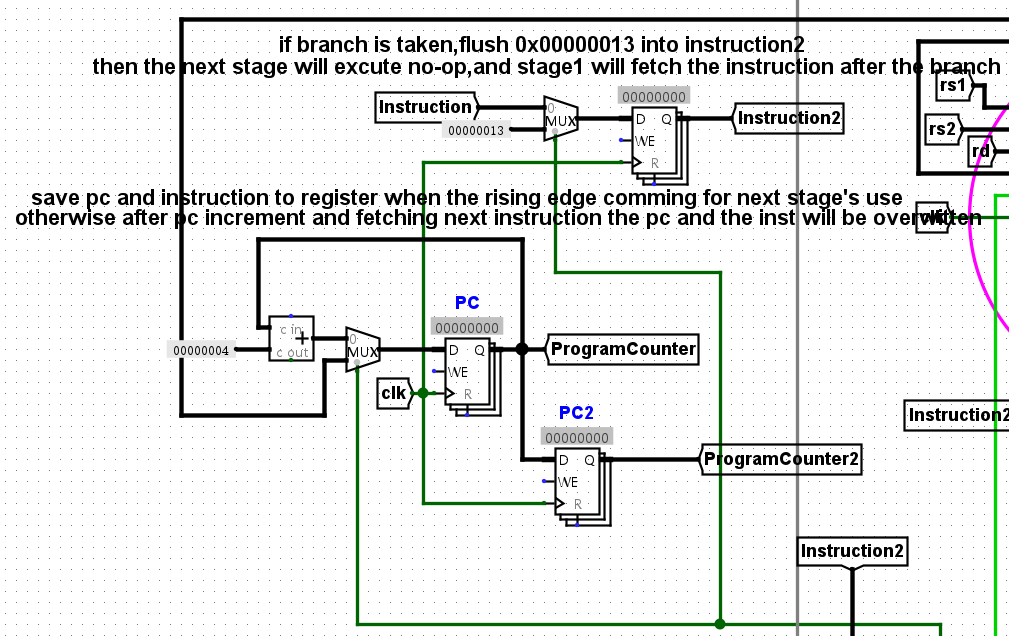 if branch is taken,flush 0x00000013 into instruction2
then the next stage will excute no-op,and stage1 will fetch the instruction after the branch
rs1
00000000
Instruction
0
D Q
Instruction2
MUX
00000013
rs2
WE
rd
R
save pc and instruction to register when the rising edge comming for next stage's use
otherwise after pc increment and fetching next instruction the pc and the inst will be overwritten
clk
PC
00000000
c in
+
0
00000004
c out
MUX
D Q
ProgramCounter
WE
clk
R
PC2
Instruction2
00000000
D Q
ProgramCounter2
WE
R
Instruction2